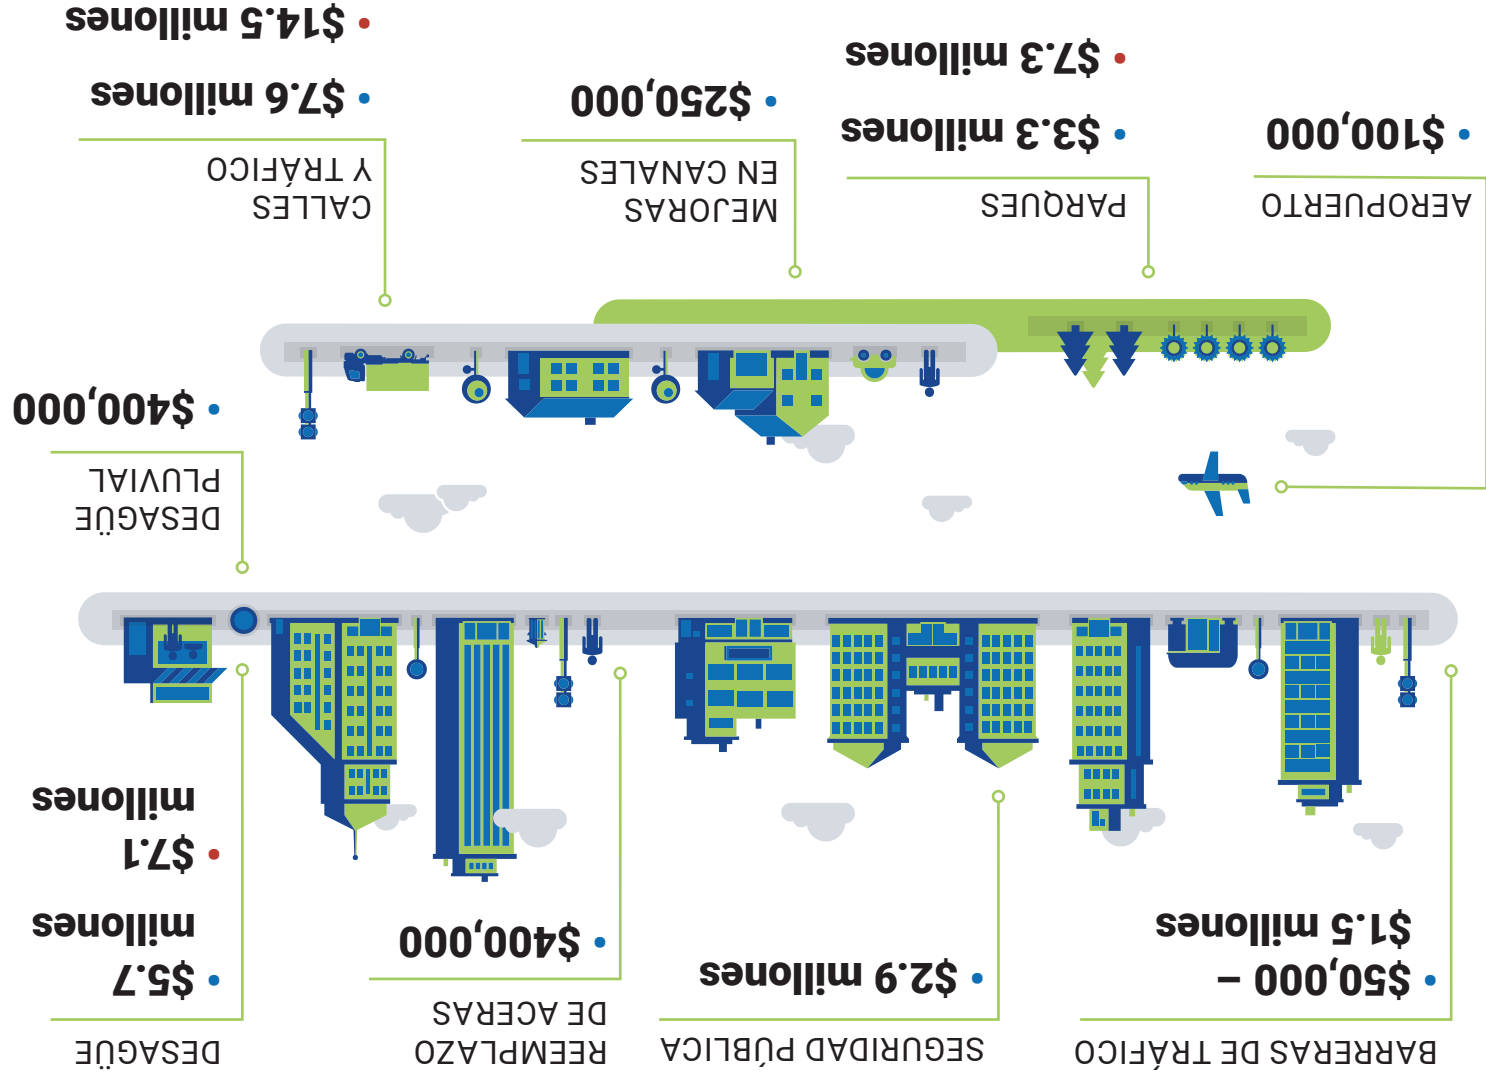 BARRERAS DE TRÁFICO
• $50,000 –
$1.5 millones
SEGURIDAD PÚBLICA
• $2.9 millones
REEMPLAZO
DE ACERAS
• $400,000
DESAGÜE
• $5.7
millones
• $7.1
millones
DESAGÜE
PLUVIAL
• $400,000
AEROPUERTO
• $100,000
PARQUES
• $3.3 millones
• $7.3 millones
MEJORAS
EN CANALES
• $250,000
CALLES
Y TRÁFICO
• $7.6 millones
• $14.5 millones